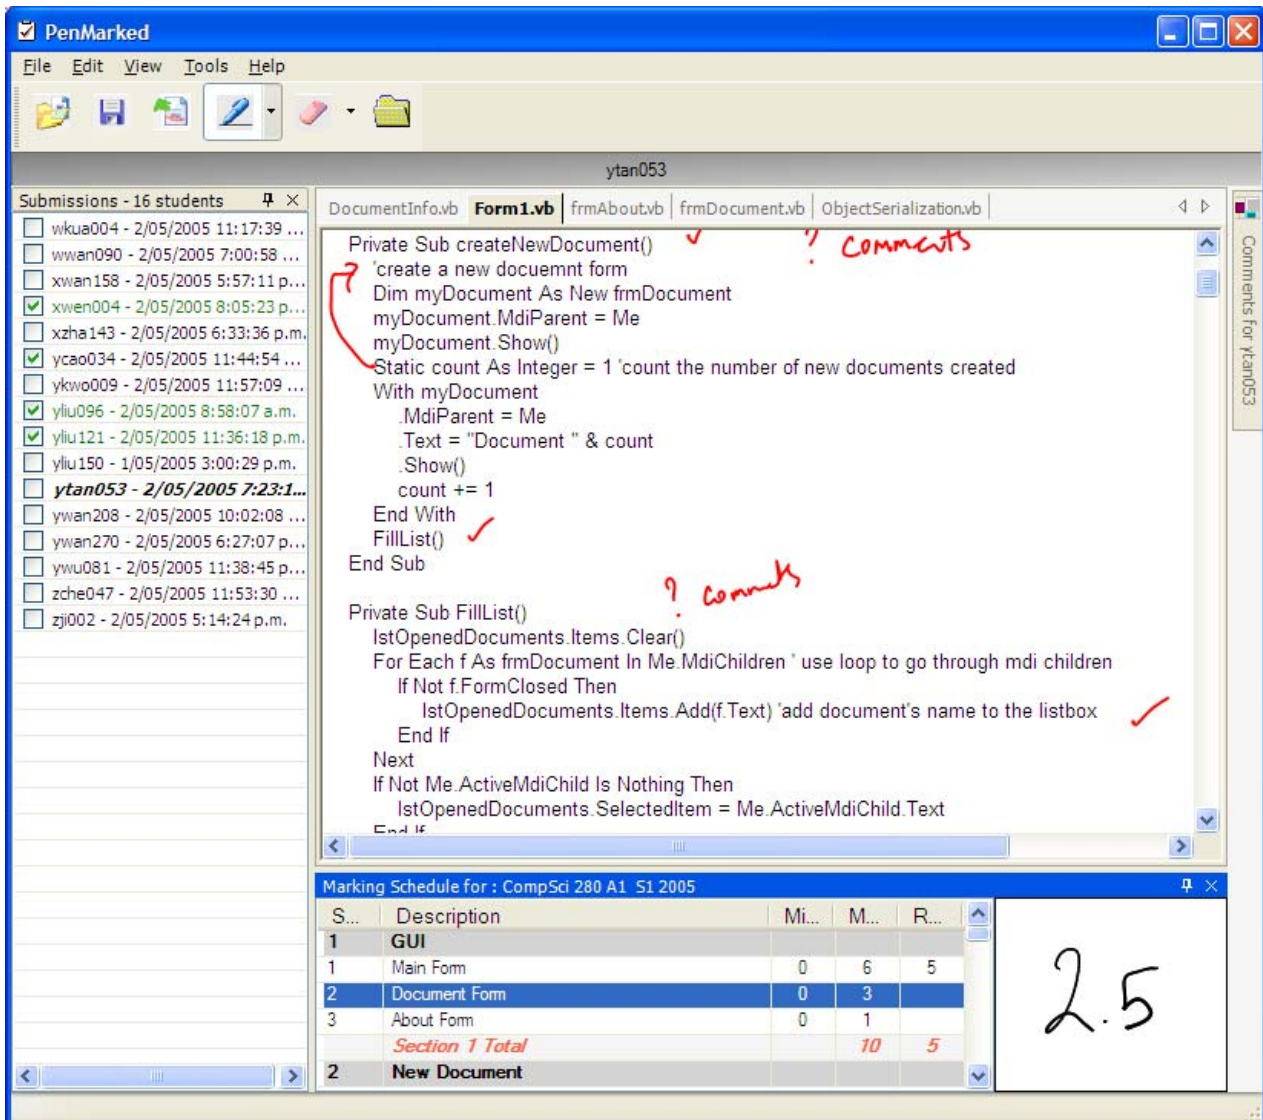 PenMarked
File Edit View Tools Help
ytan053
Submissions - 16 students
wkua004 - 2/05/2005 11:17:39 ...
wwan090 - 2/05/2005 7:00:58 ...
xwan158 - 2/05/2005 5:57:11 p...
xwen004 - 2/05/2005 8:05:23 p...
xzha143 - 2/05/2005 6:33:36 p.m.
ycao034 - 2/05/2005 11:44:54 ...
ykwo009 - 2/05/2005 11:57:09 ...
yliu096 - 2/05/2005 8:58:07 a.m.
yliu121 - 2/05/2005 11:36:18 p.m.
yliu150 - 1/05/2005 3:00:29 p.m.
ytan053 - 2/05/2005 7:23:1...
ywan208 - 2/05/2005 10:02:08 ...
ywan270 - 2/05/2005 6:27:07 p...
ywu081 - 2/05/2005 11:38:45 p...
zche047 - 2/05/2005 11:53:30 ...
zji002 - 2/05/2005 5:14:24 p.m.
DocumentInfo.vb Form1.vb frmAbout.vb frmDocument.vb ObjectSerialization.vb
Private Sub createNewDocument() ? comments
'create a new docuemnt form
Dim myDocument As New frmDocument
myDocument.MdiParent = Me
myDocument.Show()
Static count As Integer = 1 'count the number of new documents created
With myDocument
.MdiParent = Me
.Text = "Document " & count
.Show()
count += 1
End With
FillList()
End Sub
? comments
Private Sub FillList()
lstOpenedDocuments.Items.Clear()
For Each f As frmDocument In Me.MdiChildren ' use loop to go through mdi children
If Not f.FormClosed Then
lstOpenedDocuments.Items.Add(f.Text) 'add document's name to the listbox
End If
Next
If Not Me.ActiveMdiChild Is Nothing Then
lstOpenedDocuments.SelectedItem = Me.ActiveMdiChild.Text
End If
Comments for ytan053
Marking Schedule for : CompSci 280 A1 S1 2005
S... Description Mi... M... R...
1 GUI
1 Main Form 0 6 5
2 Document Form 0 3
3 About Form 0 1
Section 1 Total 10 5
2 New Document
2.5